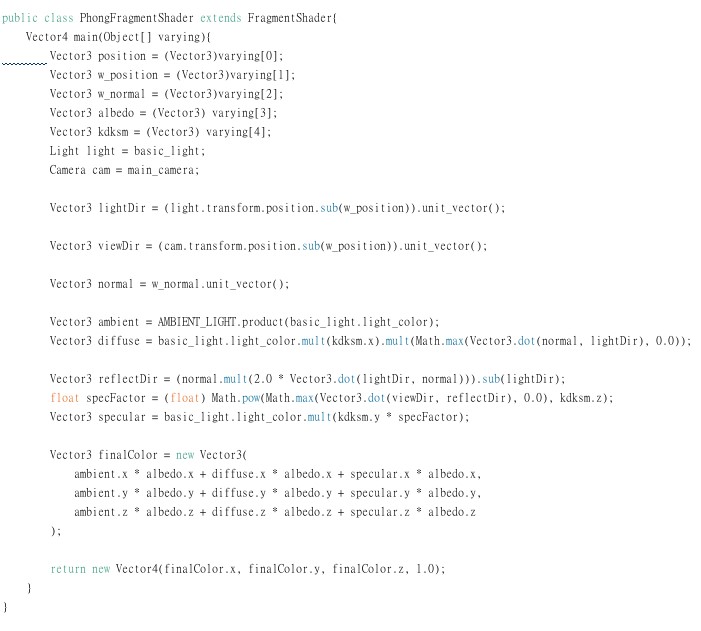 public class PhongFragmentShader extends FragmentShader{
    Vector4 main(Object[] varying){
        Vector3 position = (Vector3)varying[0];
        Vector3 w_position = (Vector3)varying[1];
        Vector3 w_normal = (Vector3)varying[2];
        Vector3 albedo = (Vector3) varying[3];
        Vector3 kdksm = (Vector3) varying[4];
        Light light = basic_light;
        Camera cam = main_camera;

        Vector3 lightDir = (light.transform.position.sub(w_position)).unit_vector();

        Vector3 viewDir = (cam.transform.position.sub(w_position)).unit_vector();

        Vector3 normal = w_normal.unit_vector();

        Vector3 ambient = AMBIENT_LIGHT.product(basic_light.light_color);
        Vector3 diffuse = basic_light.light_color.mult(kdksm.x).mult(Math.max(Vector3.dot(normal, lightDir), 0.0));

        Vector3 reflectDir = (normal.mult(2.0 * Vector3.dot(lightDir, normal))).sub(lightDir);
        float specFactor = (float) Math.pow(Math.max(Vector3.dot(viewDir, reflectDir), 0.0), kdksm.z);
        Vector3 specular = basic_light.light_color.mult(kdksm.y * specFactor);

        Vector3 finalColor = new Vector3(
            ambient.x * albedo.x + diffuse.x * albedo.x + specular.x * albedo.x,
            ambient.y * albedo.y + diffuse.y * albedo.y + specular.y * albedo.y,
            ambient.z * albedo.z + diffuse.z * albedo.z + specular.z * albedo.z
        );

        return new Vector4(finalColor.x, finalColor.y, finalColor.z, 1.0);
    }
}